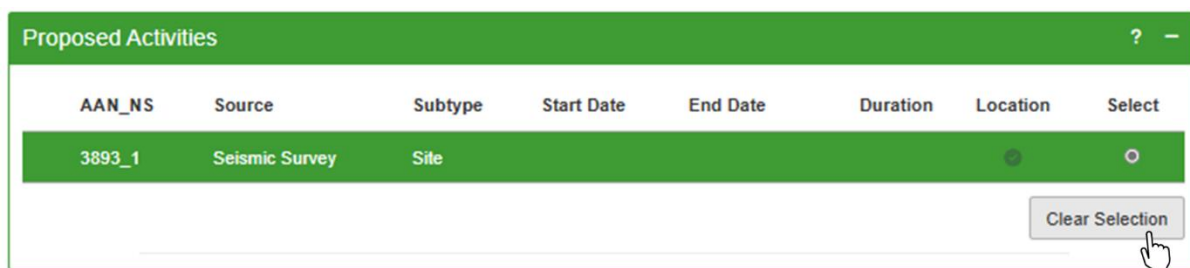 Proposed Activities ? −
AAN_NS Source Subtype Start Date End Date Duration Location Select
3893_1 Seismic Survey Site
Clear Selection